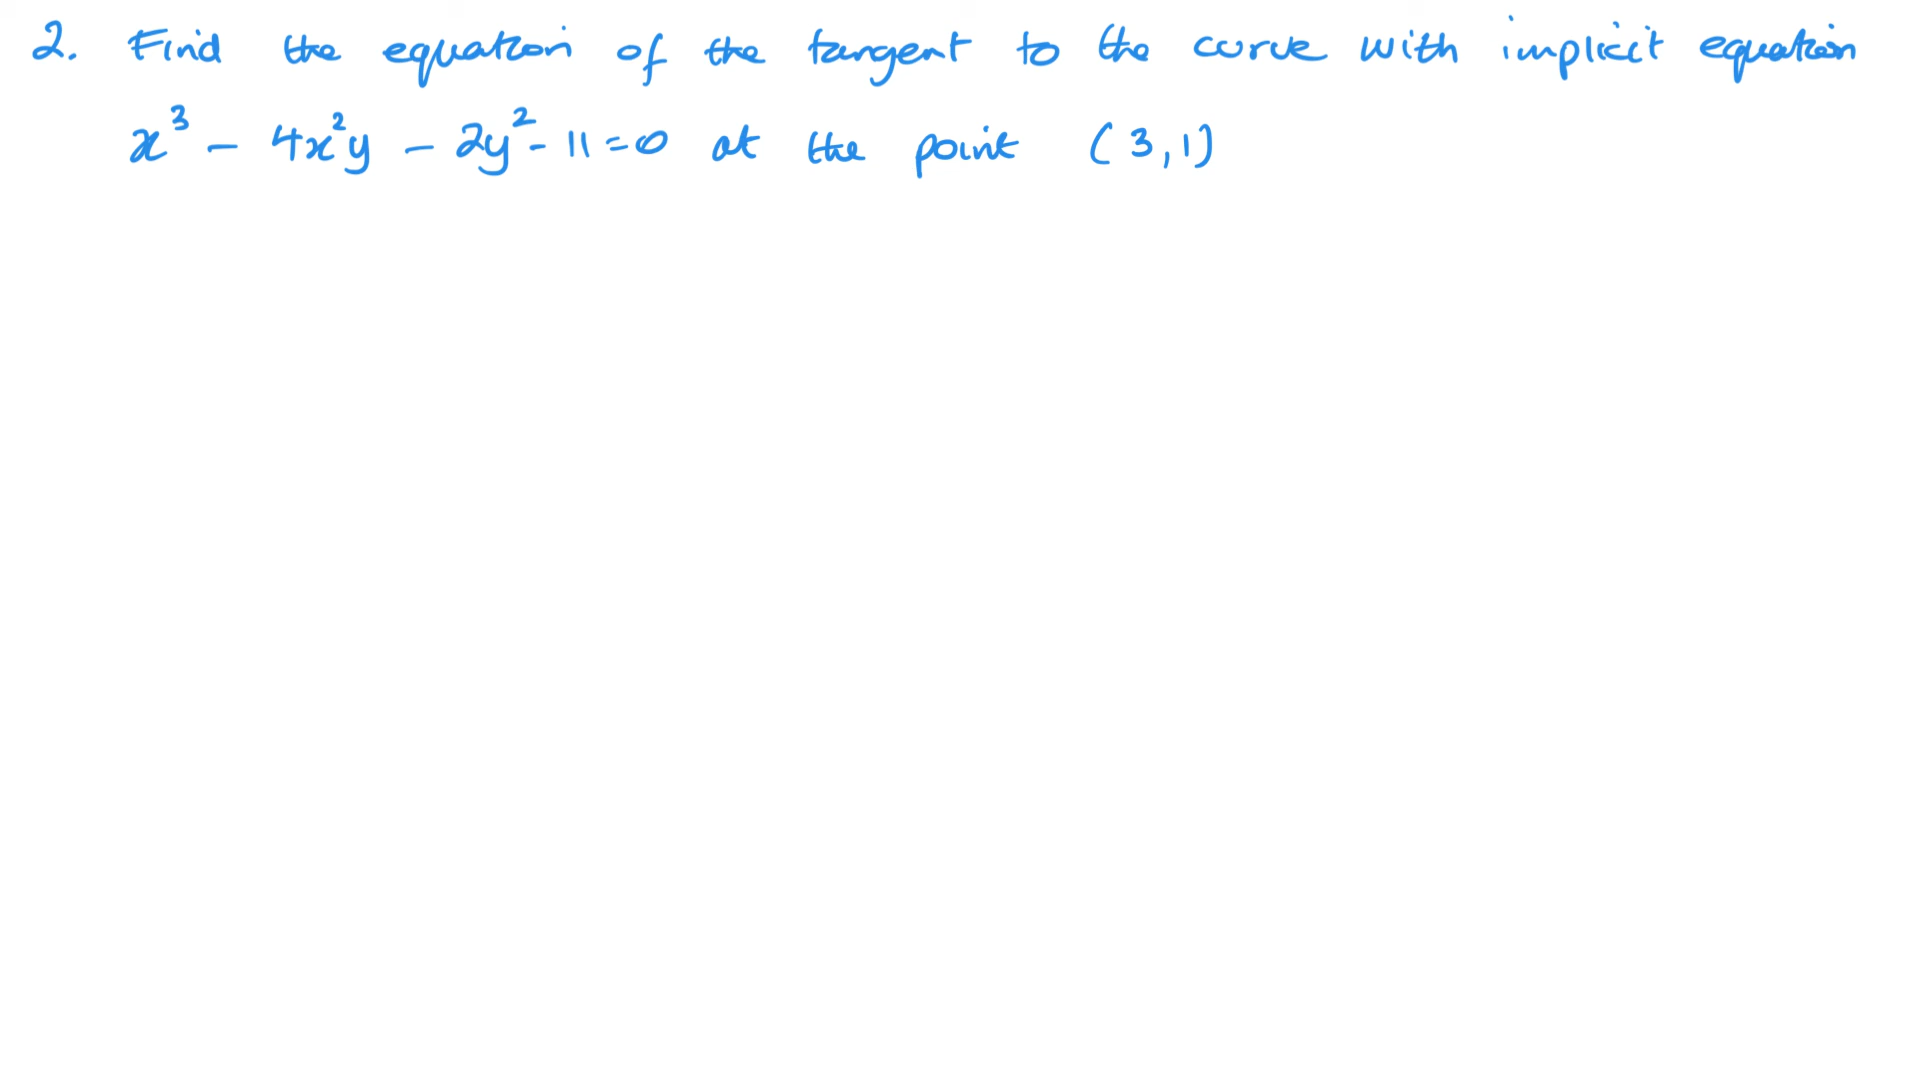 2. Find the equation of the tangent to the curve with implicit equation
x³ - 4x²y - 2y² - 11 = 0 at the point (3,1)